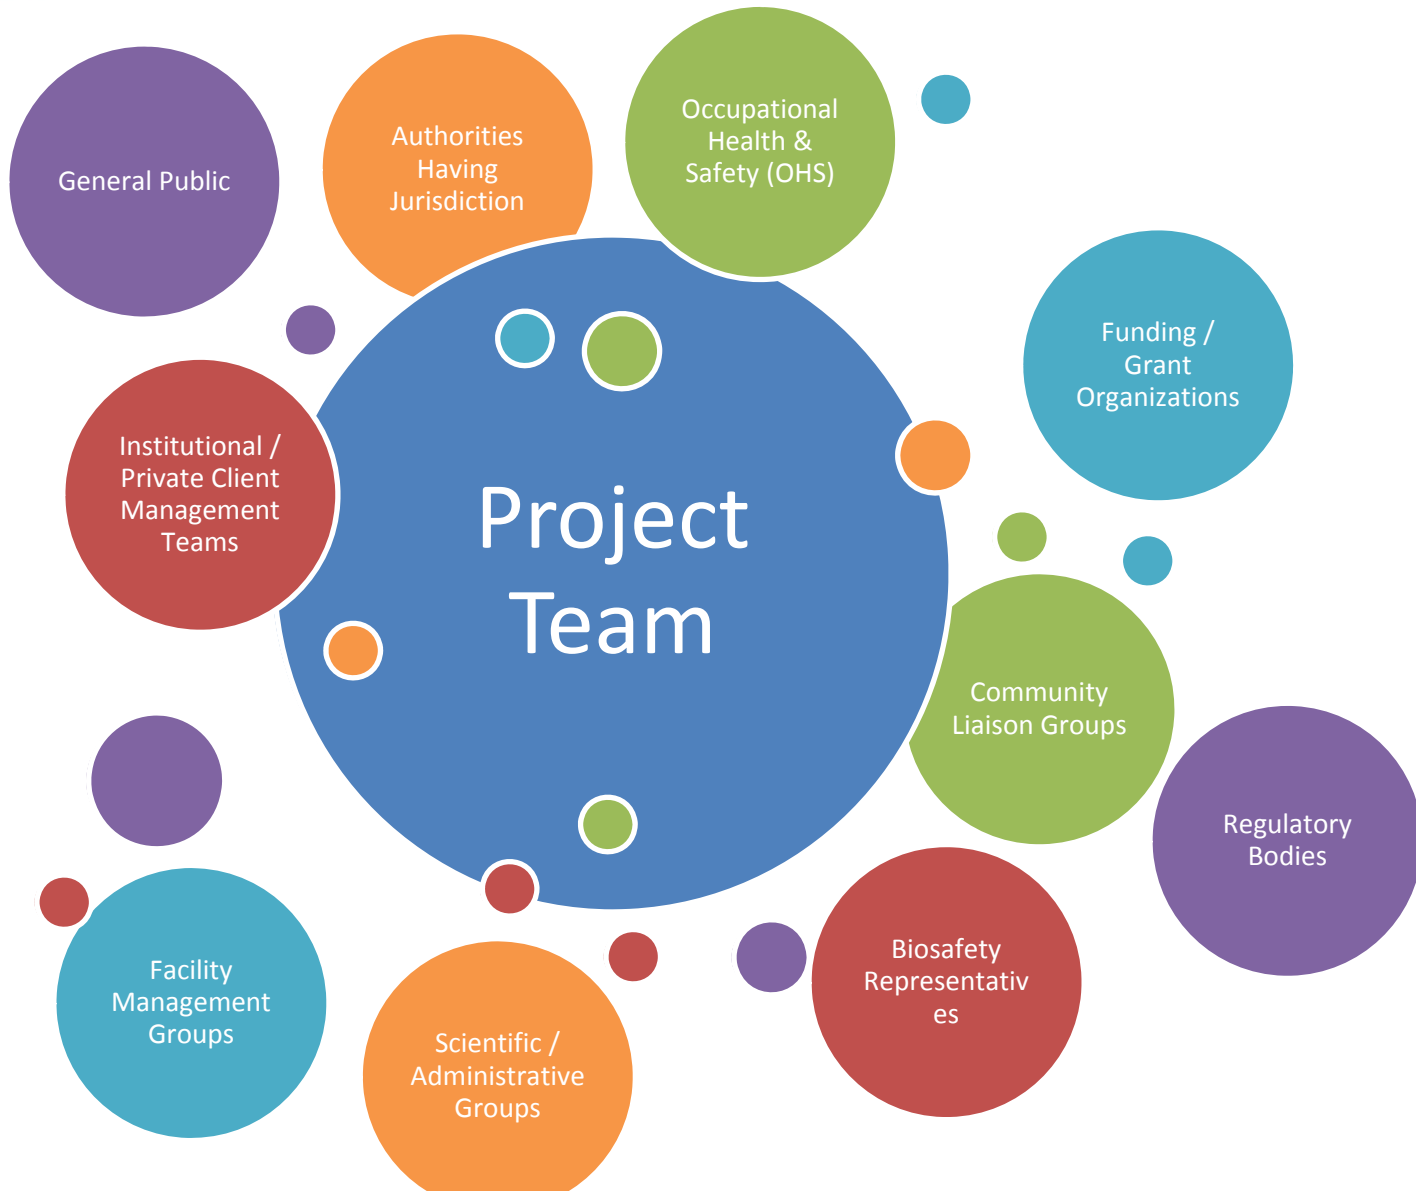 General Public
Authorities
Having
Jurisdiction
Occupational
Health &
Safety (OHS)
Funding /
Grant
Organizations
Institutional /
Private Client
Management
Teams
Project
Team
Community
Liaison Groups
Regulatory
Bodies
Biosafety
Representativ
es
Facility
Management
Groups
Scientific /
Administrative
Groups